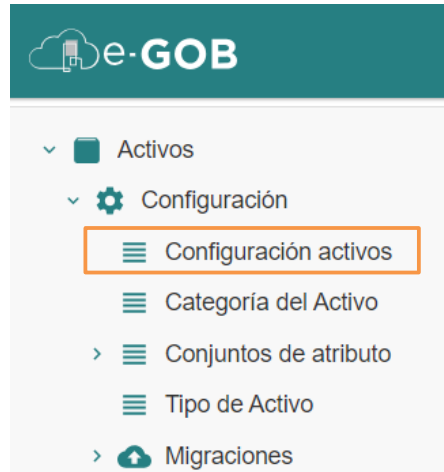 e-GOB
Activos
Configuración
Configuración activos
Categoría del Activo
Conjuntos de atributo
Tipo de Activo
Migraciones